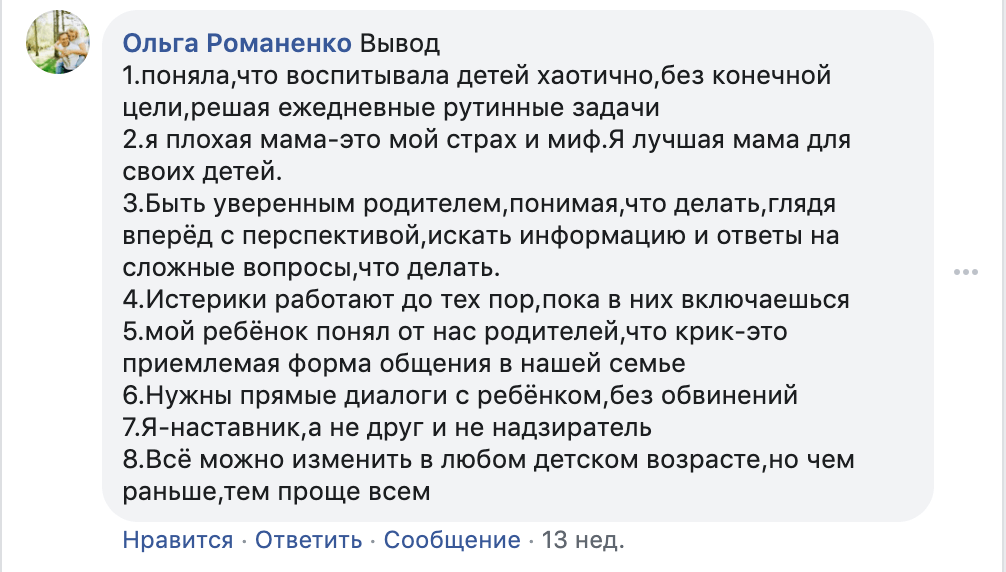 Ольга Романенко Вывод
1.поняла,что воспитывала детей хаотично,без конечной
цели,решая ежедневные рутинные задачи
2.я плохая мама-это мой страх и миф.Я лучшая мама для
своих детей.
3.Быть уверенным родителем,понимая,что делать,глядя
вперёд с перспективой,искать информацию и ответы на
сложные вопросы,что делать.
4.Истерики работают до тех пор,пока в них включаешься
5.мой ребёнок понял от нас родителей,что крик-это
приемлемая форма общения в нашей семье
6.Нужны прямые диалоги с ребёнком,без обвинений
7.Я-наставник,а не друг и не надзиратель
8.Всё можно изменить в любом детском возрасте,но чем
раньше,тем проще всем
Нравится · Ответить · Сообщение · 13 нед.